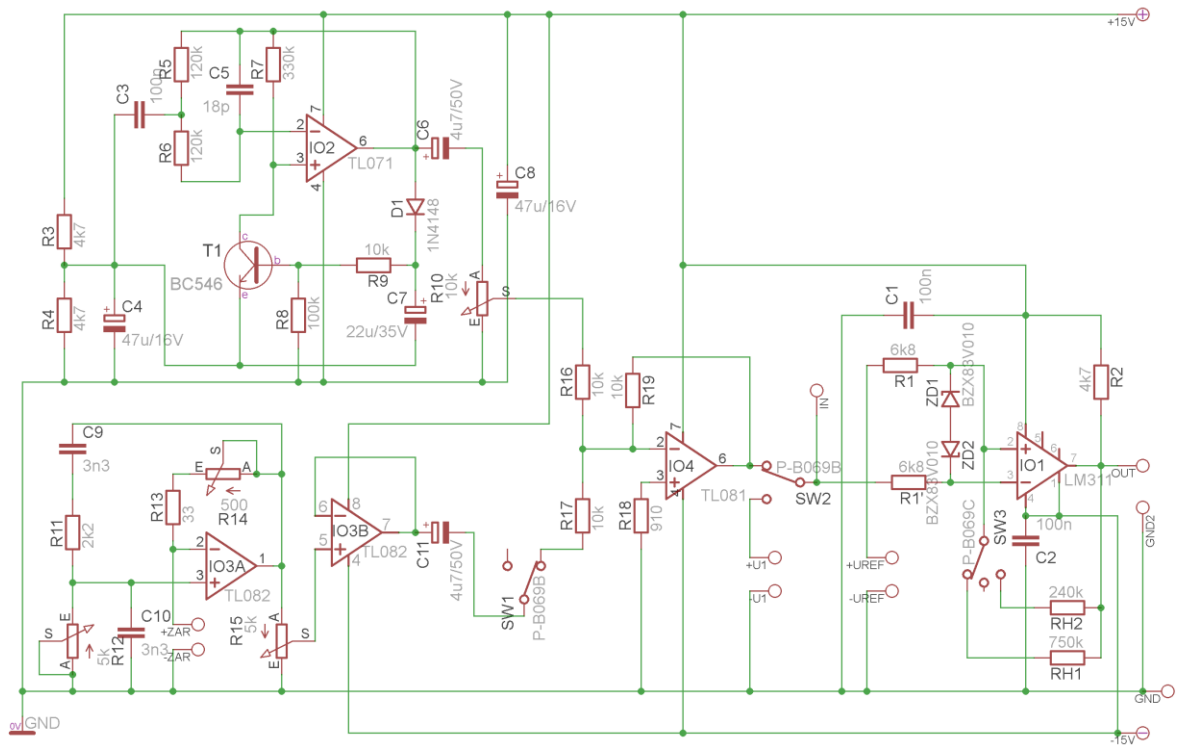 +15V
C3
100n
R5
120k
C5
18p
R7
330k
R6
120k
2
3
7
4
6
IO2
TL071
C6
4u7/50V
C8
47u/16V
D1
1N4148
R3
4k7
R4
4k7
C4
47u/16V
T1
BC546
c
b
e
10k
R9
R8
100k
C7
22u/35V
R10
10k
A
S
E
R16
10k
R19
10k
R17
10k
R18
910
2
3
7
4
6
IO4
TL081
P-B069B
SW2
IN
C1
100n
6k8
R1
ZD1
BZX83V010
ZD2
BZX83V010
6k8
R1'
R2
4k7
8
5
6
2
3
7
1
4
IO1
LM311
OUT
GND2
100n
C2
SW3
P-B069C
240k
RH2
750k
RH1
+U1
-U1
+UREF
-UREF
C9
3n3
R11
2k2
E
S
A
5k
R12
C10
3n3
R13
33
S
E
A
500
R14
2
3
1
IO3A
TL082
+ZAR
-ZAR
R15
5k
A
S
E
6
5
8
4
7
IO3B
TL082
C11
4u7/50V
SW1
P-B069B
GND
0V
GND
-15V